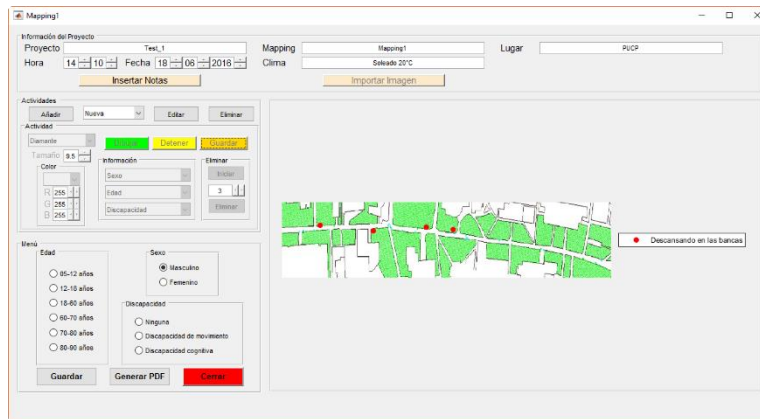 Mapping1
Información del Proyecto
Proyecto Test_1 Mapping Mapping1 Lugar PUCP
Hora 14 10 Fecha 18 06 2018 Clima Soleado 20°C
Insertar Notas Importar Imagen
Actividades
Añadir Nueva Editar Eliminar
Actividad
Diamante Detener Guardar
Tamaño 9.5
Color Información Eliminar
Sexo Iniciar
R 255 Edad 3
G 255
B 255 Discapacidad Eliminar
Descansando en las bancas
Menú
Edad Sexo
05-12 años Masculino
12-18 años Femenino
18-60 años Discapacidad
60-70 años Ninguna
70-80 años Discapacidad de movimiento
80-90 años Discapacidad cognitiva
Guardar Generar PDF Cerrar